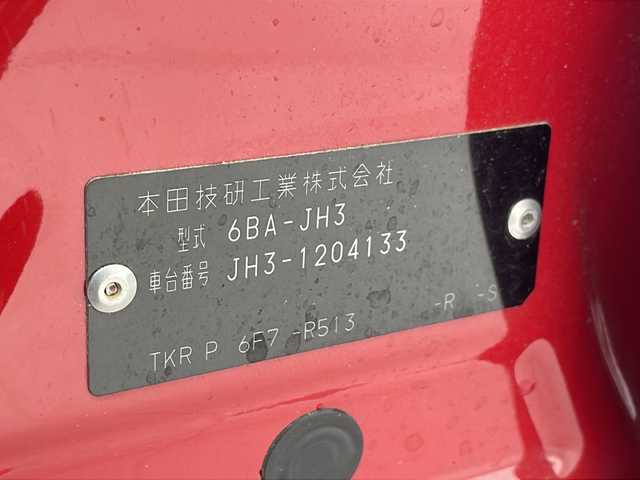 本田技研工業株式会社
型式 6BA-JH3
車台番号 JH3-1204133
TKR P 6F7 -R513 -R -S